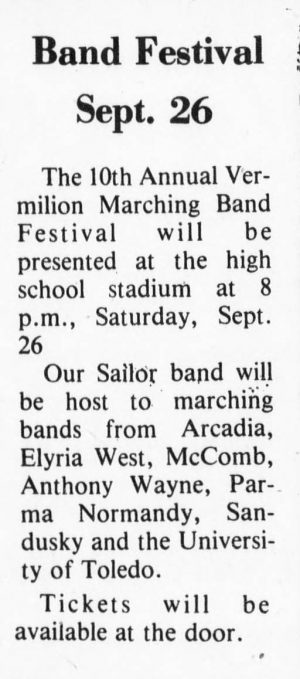 Band Festival
Sept. 26
The 10th Annual Ver-
milion Marching Band
Festival will be
presented at the high
school stadium at 8
p.m., Saturday, Sept.
26
Our Sailor band will
be host to marching
bands from Arcadia,
Elyria West, McComb,
Anthony Wayne, Par-
ma Normandy, San-
dusky and the Universi-
ty of Toledo.
Tickets will be
available at the door.